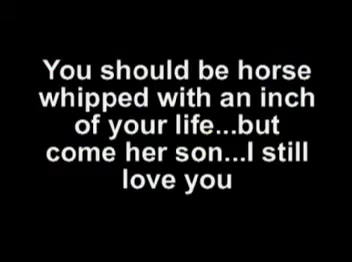 You should be horse
whipped with an inch
of your life...but
come her son...I still
love you